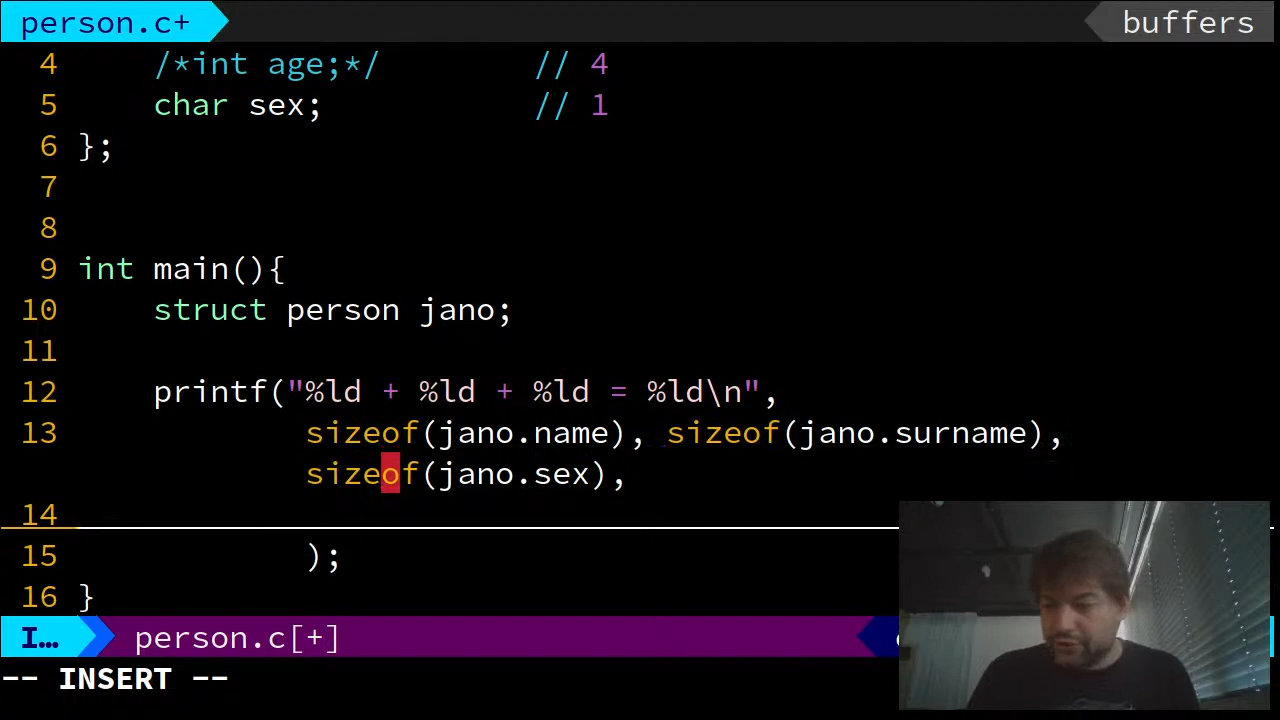 person.c+ buffers
4 /*int age;*/ // 4
5 char sex; // 1
6 };
7
8
9 int main(){
10 struct person jano;
11
12 printf("%ld + %ld + %ld = %ld\n",
13 sizeof(jano.name), sizeof(jano.surname),
sizeof(jano.sex),
14
15 );
16 }
I… person.c[+]
-- INSERT --